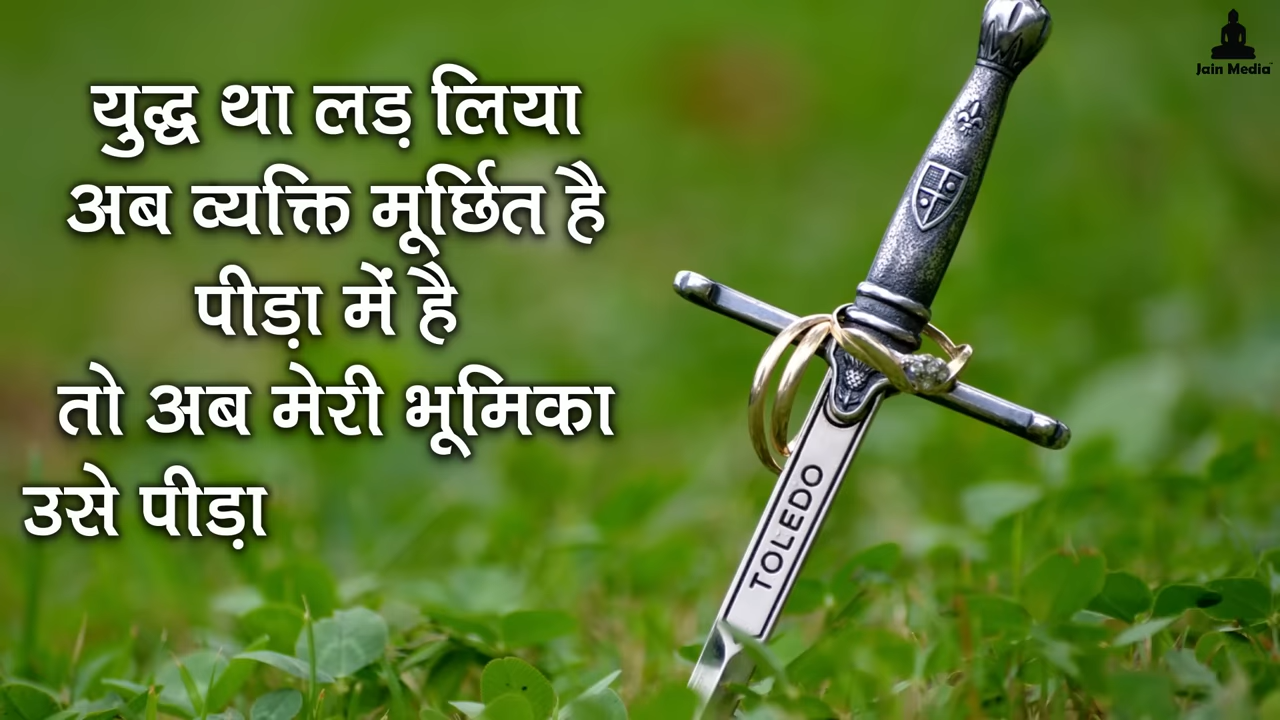 युद्ध था लड़ लिया
अब व्यक्ति मूर्छित है
पीड़ा में है
तो अब मेरी भूमिका
उसे पीड़ा
TOLEDO
Jain Media